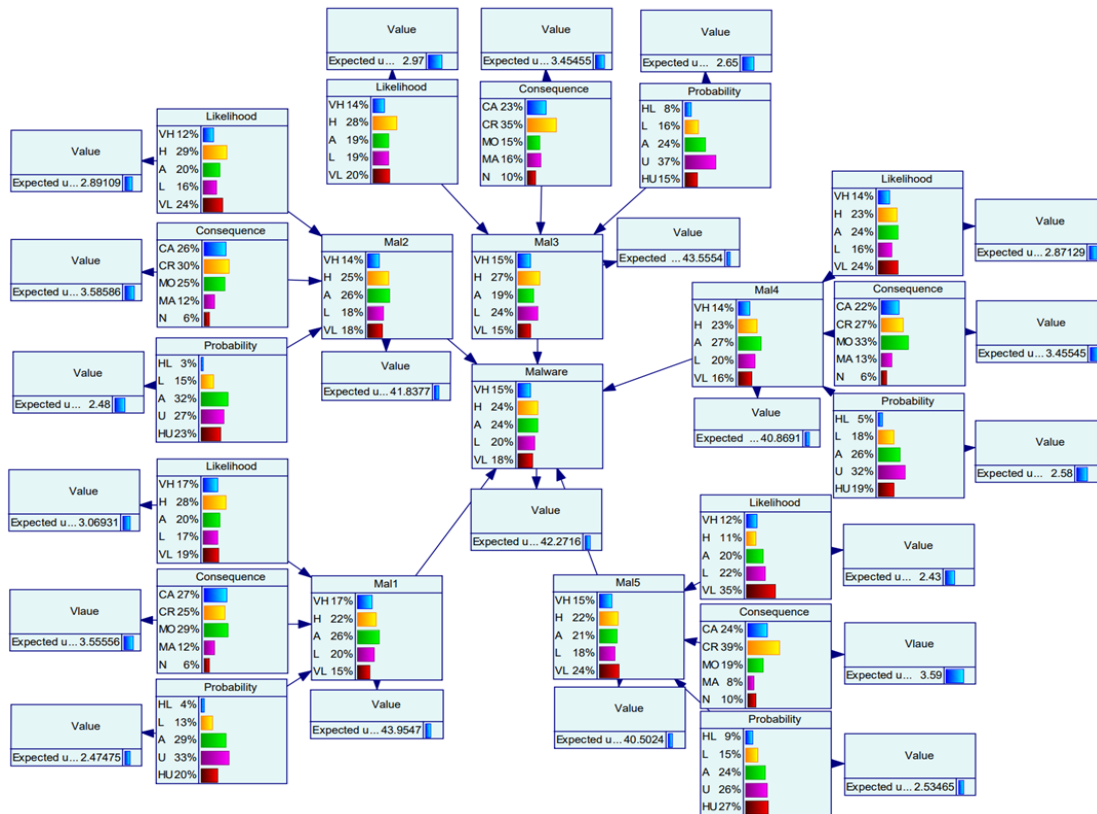 Value
Expected u... 2.97
Value
Expected u... 3.45455
Value
Expected u... 2.65
Likelihood
VH 14%
H 28%
A 19%
L 19%
VL 20%
Consequence
CA 23%
CR 35%
MO 15%
MA 16%
N 10%
Probability
HL 8%
L 16%
A 24%
U 37%
HU 15%
Value
Expected u... 2.89109
Likelihood
VH 12%
H 29%
A 20%
L 16%
VL 24%
Value
Expected u... 3.58586
Consequence
CA 26%
CR 30%
MO 25%
MA 12%
N 6%
Value
Expected u... 2.48
Probability
HL 3%
L 15%
A 32%
U 27%
HU 23%
Mal2
VH 14%
H 25%
A 26%
L 18%
VL 18%
Value
Expected u... 41.8377
Mal3
VH 15%
H 27%
A 19%
L 24%
VL 15%
Value
Expected u... 43.5554
Likelihood
VH 14%
H 23%
A 24%
L 16%
VL 24%
Value
Expected u... 2.87129
Mal4
VH 14%
H 23%
A 27%
L 20%
VL 16%
Consequence
CA 22%
CR 27%
MO 33%
MA 13%
N 6%
Value
Expected u... 3.45545
Value
Expected ... 40.8691
Probability
HL 5%
L 18%
A 26%
U 32%
HU 19%
Value
Expected u... 2.58
Malware
VH 15%
H 24%
A 24%
L 20%
VL 18%
Value
Expected u... 42.2716
Value
Expected u... 3.06931
Likelihood
VH 17%
H 28%
A 20%
L 17%
VL 19%
Vlaue
Expected u... 3.55556
Consequence
CA 27%
CR 25%
MO 29%
MA 12%
N 6%
Value
Expected u... 2.47475
Probability
HL 4%
L 13%
A 29%
U 33%
HU 20%
Mal1
VH 17%
H 22%
A 26%
L 20%
VL 15%
Value
Expected u... 43.9547
Mal5
VH 15%
H 22%
A 21%
L 18%
VL 24%
Value
Expected u... 40.5024
Likelihood
VH 12%
H 11%
A 20%
L 22%
VL 35%
Value
Expected u... 2.43
Consequence
CA 24%
CR 39%
MO 19%
MA 8%
N 10%
Vlaue
Expected u... 3.59
Probability
HL 9%
L 15%
A 24%
U 26%
HU 27%
Value
Expected u... 2.53465